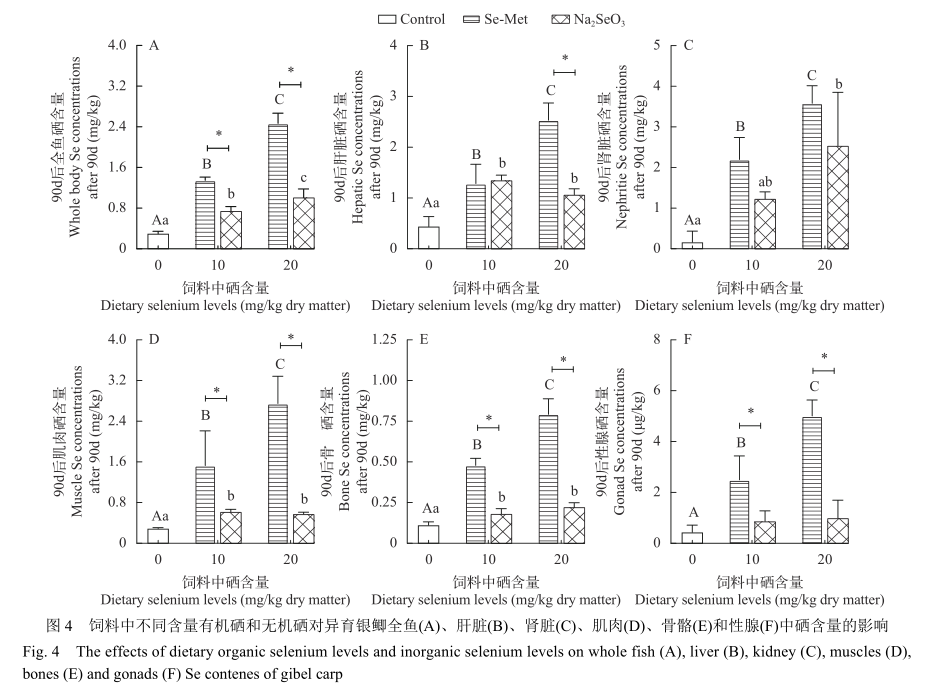 Control Se-Met Na₂SeO₃
A
90d后全鱼硒含量
Whole body Se concentrations
after 90d (mg/kg)
4.0
3.2
2.4
1.6
0.8
0
Aa
B
*
b
C
*
c
0 10 20
饲料中硒含量
Dietary selenium levels (mg/kg dry matter)
B
90d后肝脏硒含量
Hepatic Se concentrations
after 90d (mg/kg)
4
3
2
1
0
Aa
B
b
C
*
b
0 10 20
饲料中硒含量
Dietary selenium levels (mg/kg dry matter)
C
90d后肾脏硒含量
Nephritic Se concentrations
after 90d (mg/kg)
5
4
3
2
1
0
Aa
B
ab
C
b
0 10 20
饲料中硒含量
Dietary selenium levels (mg/kg dry matter)
D
90d后肌肉硒含量
Muscle Se concentrations
after 90d (mg/kg)
4.0
3.2
2.4
1.6
0.8
0
Aa
B
*
b
C
*
b
0 10 20
饲料中硒含量
Dietary selenium levels (mg/kg dry matter)
E
90d后骨 硒含量
Bone Se concentrations
after 90d (mg/kg)
1.25
1.00
0.75
0.50
0.25
0
Aa
B
*
b
C
*
b
0 10 20
饲料中硒含量
Dietary selenium levels (mg/kg dry matter)
F
90d后性腺硒含量
Gonad Se concentrations
after 90d (μg/kg)
8
6
4
2
0
A
B
*
C
*
0 10 20
饲料中硒含量
Dietary selenium levels (mg/kg dry matter)
图 4 饲料中不同含量有机硒和无机硒对异育银鲫全鱼(A)、肝脏(B)、肾脏(C)、肌肉(D)、骨骼(E)和性腺(F)中硒含量的影响
Fig. 4 The effects of dietary organic selenium levels and inorganic selenium levels on whole fish (A), liver (B), kidney (C), muscles (D),
bones (E) and gonads (F) Se contenes of gibel carp